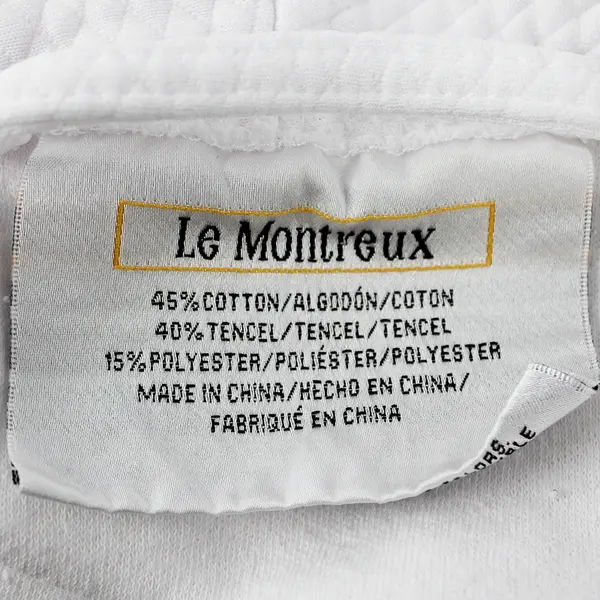 Le Montreux
45% COTTON/ALGODÓN/COTON
40% TENCEL/TENCEL/TENCEL
15% POLYESTER/POLIÉSTER/POLYESTER
MADE IN CHINA/HECHO EN CHINA/
FABRIQUÉ EN CHINA